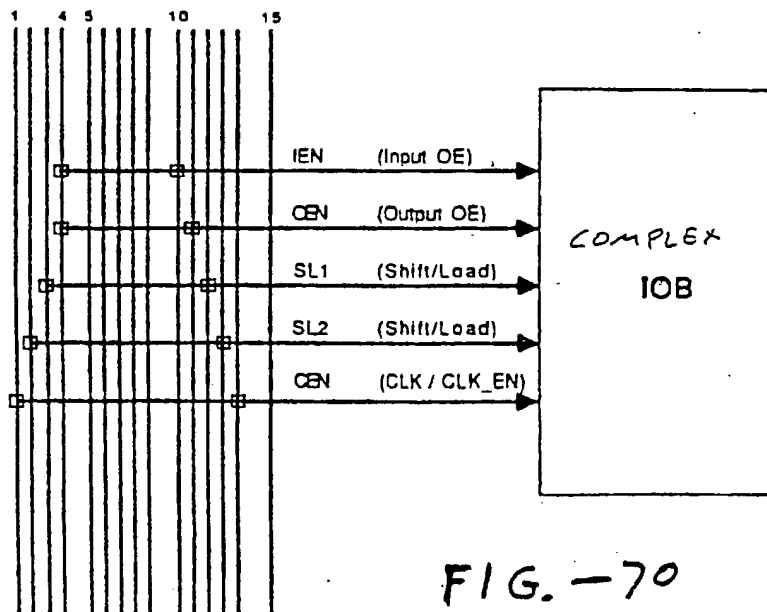 1 4 5 10 15
IEN (Input OE)
OEN (Output OE)
SL1 (Shift/Load)
SL2 (Shift/Load)
CEN (CLK / CLK_EN)
COMPLEX
IOB
FIG.-70